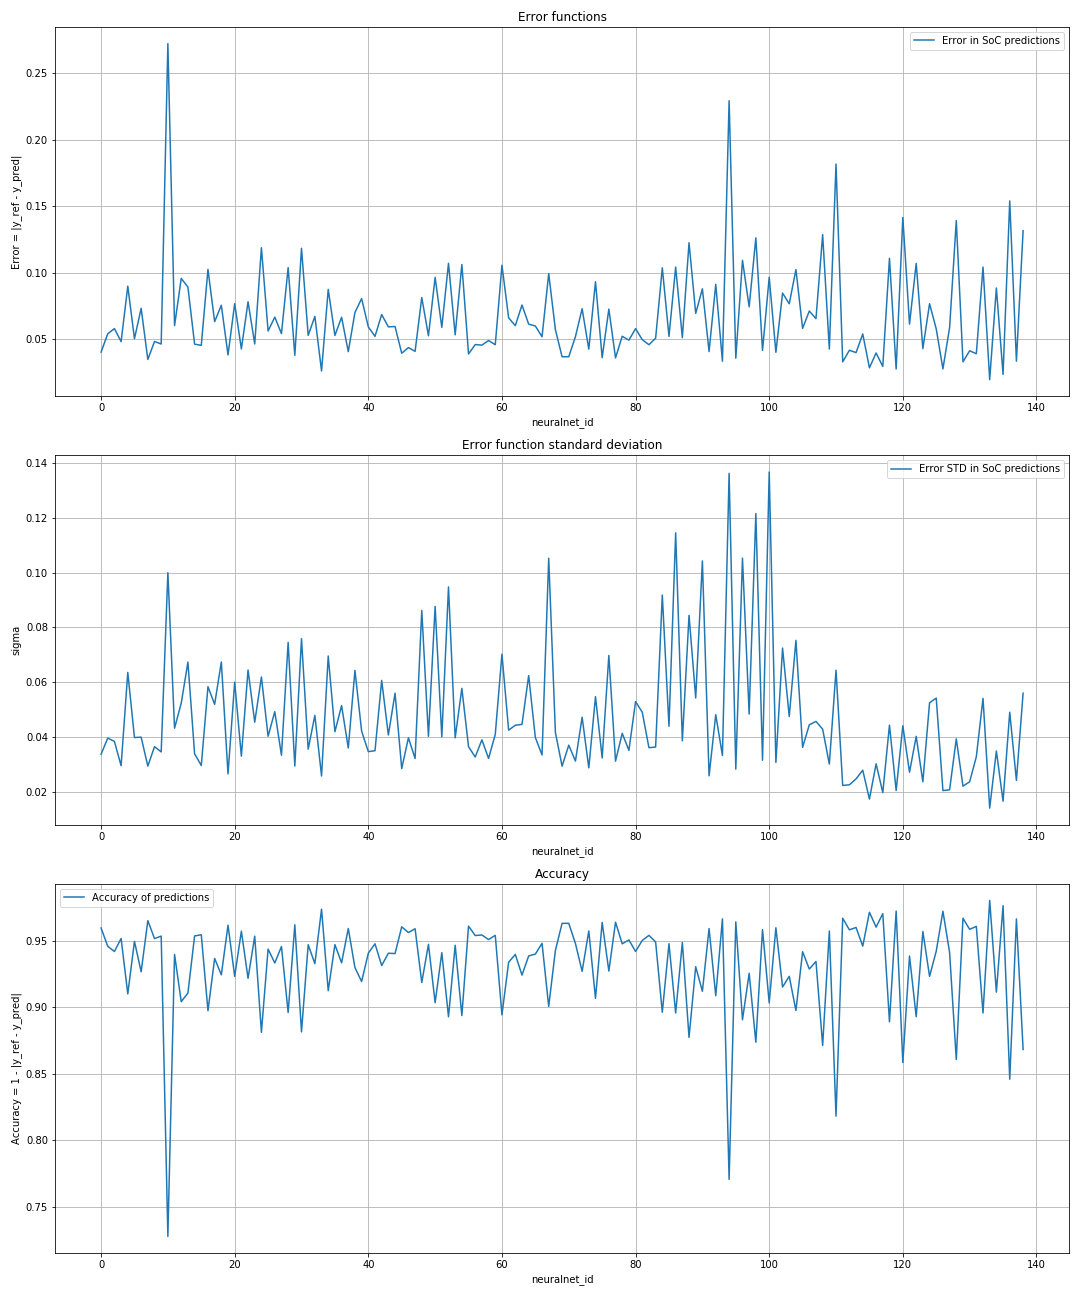 Error functions
Error in SoC predictions
0.25
0.20
0.15
0.10
0.05
Error = |y_ref - y_pred|
0 20 40 60 80 100 120 140
neuralnet_id
Error function standard deviation
Error STD in SoC predictions
0.14
0.12
0.10
0.08
0.06
0.04
0.02
sigma
0 20 40 60 80 100 120 140
neuralnet_id
Accuracy
Accuracy of predictions
0.95
0.90
0.85
0.80
0.75
Accuracy = 1 - |y_ref - y_pred|
0 20 40 60 80 100 120 140
neuralnet_id